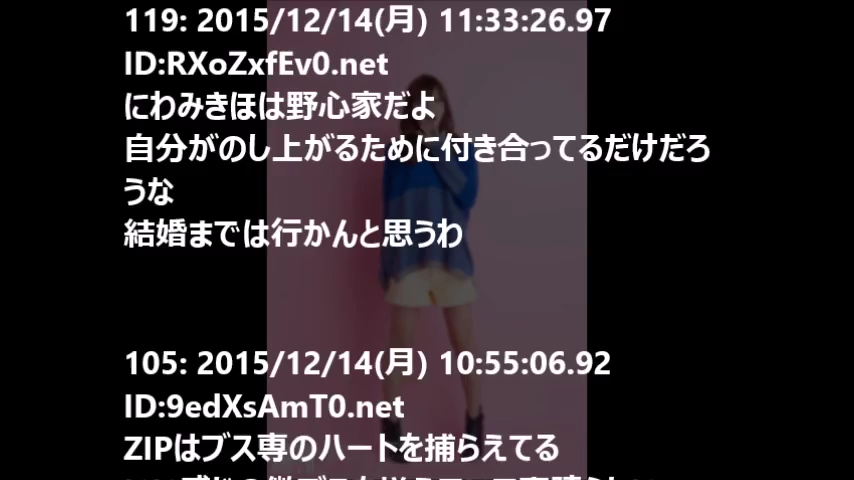 119: 2015/12/14(月) 11:33:26.97
ID:RXoZxfEv0.net
にわみきほは野心家だよ
自分がのし上がるために付き合ってるだけだろ
うな
結婚までは行かんと思うわ
105: 2015/12/14(月) 10:55:06.92
ID:9edXsAmT0.net
ZIPはブス専のハートを捕らえてる